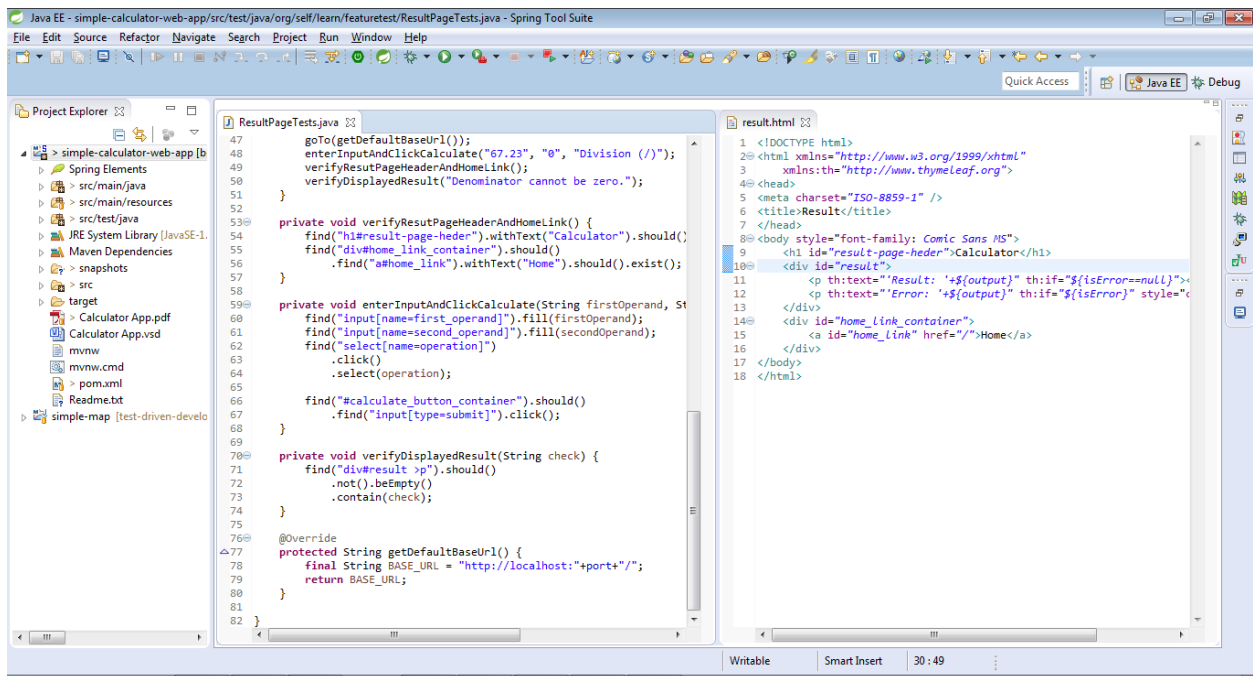 Java EE - simple-calculator-web-app/src/test/java/org/self/learn/featuretest/ResultPageTests.java - Spring Tool Suite
File Edit Source Refactor Navigate Search Project Run Window Help
Quick Access
Java EE
Debug
Project Explorer
> simple-calculator-web-app [b
Spring Elements
> src/main/java
> src/main/resources
> src/test/java
JRE System Library [JavaSE-1.
Maven Dependencies
> snapshots
> src
target
> Calculator App.pdf
Calculator App.vsd
mvnw
mvnw.cmd
> pom.xml
Readme.txt
simple-map [test-driven-develo
ResultPageTests.java
47 goTo(getDefaultBaseUrl());
48 enterInputAndClickCalculate("67.23", "0", "Division (/)");
49 verifyResutPageHeaderAndHomeLink();
50 verifyDisplayedResult("Denominator cannot be zero.");
51 }
52
53 private void verifyResutPageHeaderAndHomeLink() {
54 find("h1#result-page-heder").withText("Calculator").should()
55 find("div#home_link_container").should()
56 .find("a#home_link").withText("Home").should().exist();
57 }
58
59 private void enterInputAndClickCalculate(String firstOperand, St
60 find("input[name=first_operand]").fill(firstOperand);
61 find("input[name=second_operand]").fill(secondOperand);
62 find("select[name=operation]")
63 .click()
64 .select(operation);
65
66 find("#calculate_button_container").should()
67 .find("input[type=submit]").click();
68 }
69
70 private void verifyDisplayedResult(String check) {
71 find("div#result >p").should()
72 .not().beEmpty()
73 .contain(check);
74 }
75
76 @Override
77 protected String getDefaultBaseUrl() {
78 final String BASE_URL = "http://localhost:"+port+"/";
79 return BASE_URL;
80 }
81
82 }
result.html
1 <!DOCTYPE html>
2 <html xmlns="http://www.w3.org/1999/xhtml"
3 xmlns:th="http://www.thymeleaf.org">
4 <head>
5 <meta charset="ISO-8859-1" />
6 <title>Result</title>
7 </head>
8 <body style="font-family: Comic Sans MS">
9 <h1 id="result-page-heder">Calculator</h1>
10 <div id="result">
11 <p th:text="'Result: '+${output}" th:if="${isError==null}"><
12 <p th:text="'Error: '+${output}" th:if="${isError}" style="c
13 </div>
14 <div id="home_link_container">
15 <a id="home_link" href="/">Home</a>
16 </div>
17 </body>
18 </html>
Writable
Smart Insert
30 : 49